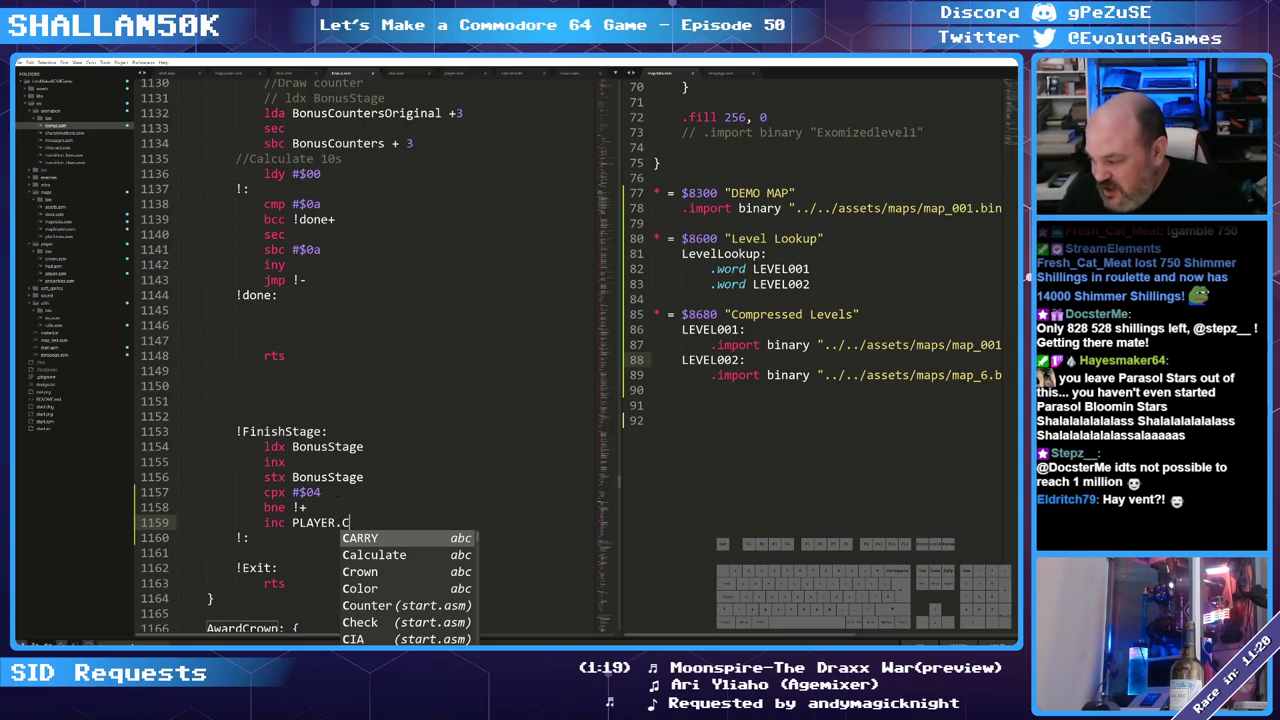 SHALLAN50K
Let's Make a Commodore 64 Game - Episode 50
Discord gPeZuSE
Twitter @EvoluteGames
FOLDERS
1130 //Draw counter
1131 // ldx BonusStage
1132 lda BonusCountersOriginal +3
1133 sec
1134 sbc BonusCounters + 3
1135 //Calculate 10s
1136 ldy #$00
1137 !:
1138 cmp #$0a
1139 bcc !done+
1140 sec
1141 sbc #$0a
1142 iny
1143 jmp !-
1144 !done:
1145
1146
1147
1148 rts
1149
1150
1151
1152
1153 !FinishStage:
1154 ldx BonusStage
1155 inx
1156 stx BonusStage
1157 cpx #$04
1158 bne !+
1159 inc PLAYER.C
1160 !:
1161
1162 !Exit:
1163 rts
1164 }
1165
1166 AwardCrown: {
CARRY abc
Calculate abc
Crown abc
Color abc
Counter (start.asm)
Check (start.asm)
CIA (start.asm)
70 }
71
72 .fill 256, 0
73 // .import binary "Exomizedlevel1"
74
75 }
76
77 * = $8300 "DEMO MAP"
78 .import binary "../../assets/maps/map_001.bin
79
80 * = $8600 "Level Lookup"
81 LevelLookup:
82 .word LEVEL001
83 .word LEVEL002
84
85 * = $8680 "Compressed Levels"
86 LEVEL001:
87 .import binary "../../assets/maps/map_001
88 LEVEL002:
89 .import binary "../../assets/maps/map_6.b
90
91
92
Fresh_Cat_Meat: !gamble 750
StreamElements
Fresh_Cat_Meat lost 750 Shimmer
Shillings in roulette and now has
14000 Shimmer Shillings!
DocsterMe:
Only 828 528 shillings left, @stepz__ !
Getting there mate!
Hayesmaker64:
you leave Parasol Stars out of
this... you haven't even started
Parasol Bloomin Stars
Shalalalalalass Shalalalalalass
Shalalalalalaaaaas
Stepz__:
@DocsterMe idts not possible to
reach 1 million
Eldritch79: Hay vent?!
SID Requests
(1:19) Moonspire-The Draxx War(preview)
Ari Yliaho (Agemixer)
Requested by andymagicknight
Race in: 11:20